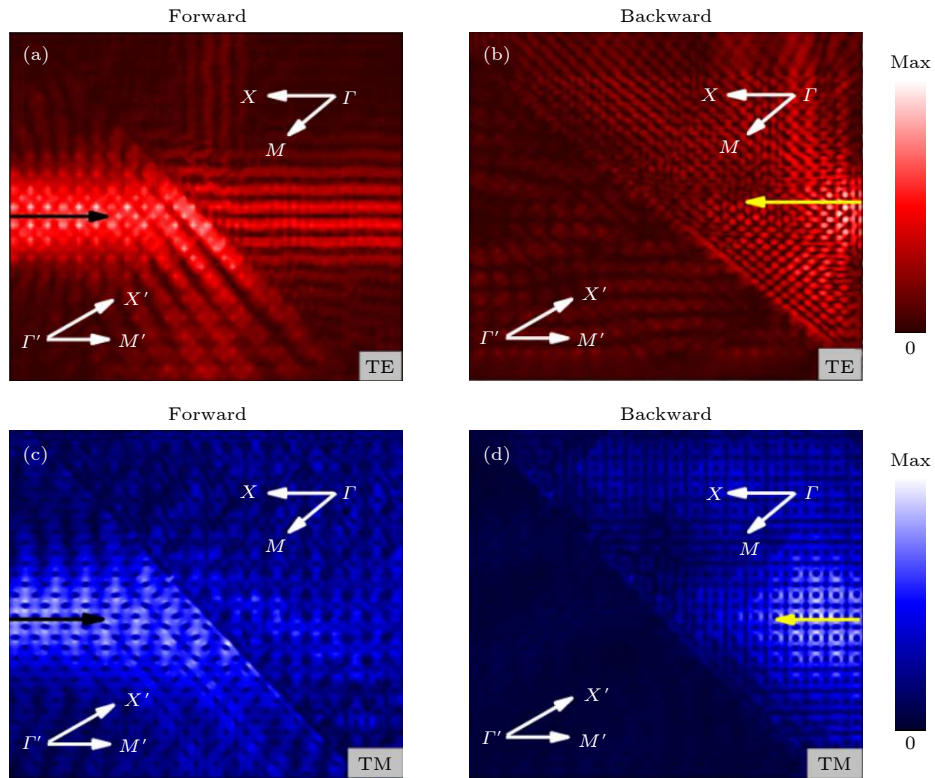 Forward
Backward
(a)
(b)
Max
X
Γ
X
Γ
M
M
X′
X′
Γ′
M′
Γ′
M′
0
TE
TE
Forward
Backward
(c)
(d)
Max
X
Γ
X
Γ
M
M
X′
X′
Γ′
M′
Γ′
M′
0
TM
TM